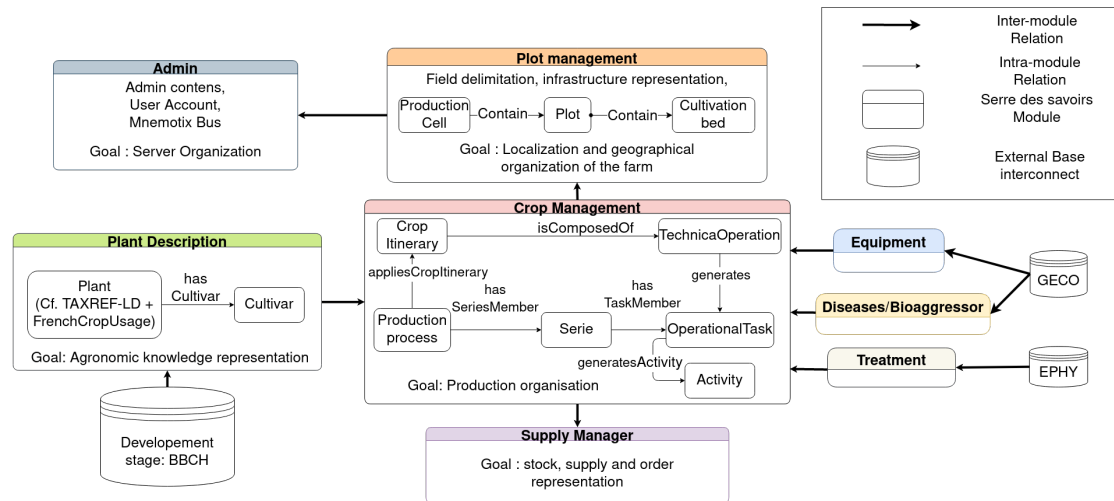 Admin
Admin contens,
User Account,
Mnemotix Bus
Goal : Server Organization
Plot management
Field delimitation, infrastructure representation,
Production
Cell
Contain
Plot
Contain
Cultivation
bed
Goal : Localization and geographical
organization of the farm
Inter-module
Relation
Intra-module
Relation
Serre des savoirs
Module
External Base
interconnect
Plant Description
Plant
(Cf. TAXREF-LD +
FrenchCropUsage)
has
Cultivar
Cultivar
Goal: Agronomic knowledge representation
Developement
stage: BBCH
Crop Management
Crop
Itinerary
isComposedOf
TechnicaOperation
appliesCropItinerary
generates
has
SeriesMember
has
TaskMember
Production
process
Serie
OperationalTask
generatesActivity
Activity
Goal: Production organisation
Equipment
Diseases/Bioaggressor
Treatment
GECO
EPHY
Supply Manager
Goal : stock, supply and order
representation